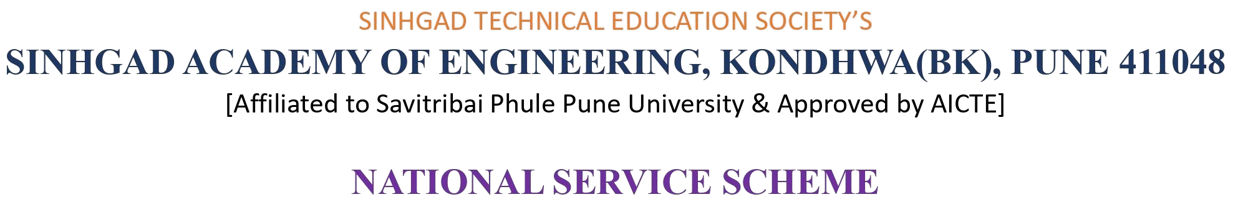 SINHGAD TECHNICAL EDUCATION SOCIETY’S
SINHGAD ACADEMY OF ENGINEERING, KONDHWA(BK), PUNE 411048
[Affiliated to Savitribai Phule Pune University & Approved by AICTE]
NATIONAL SERVICE SCHEME